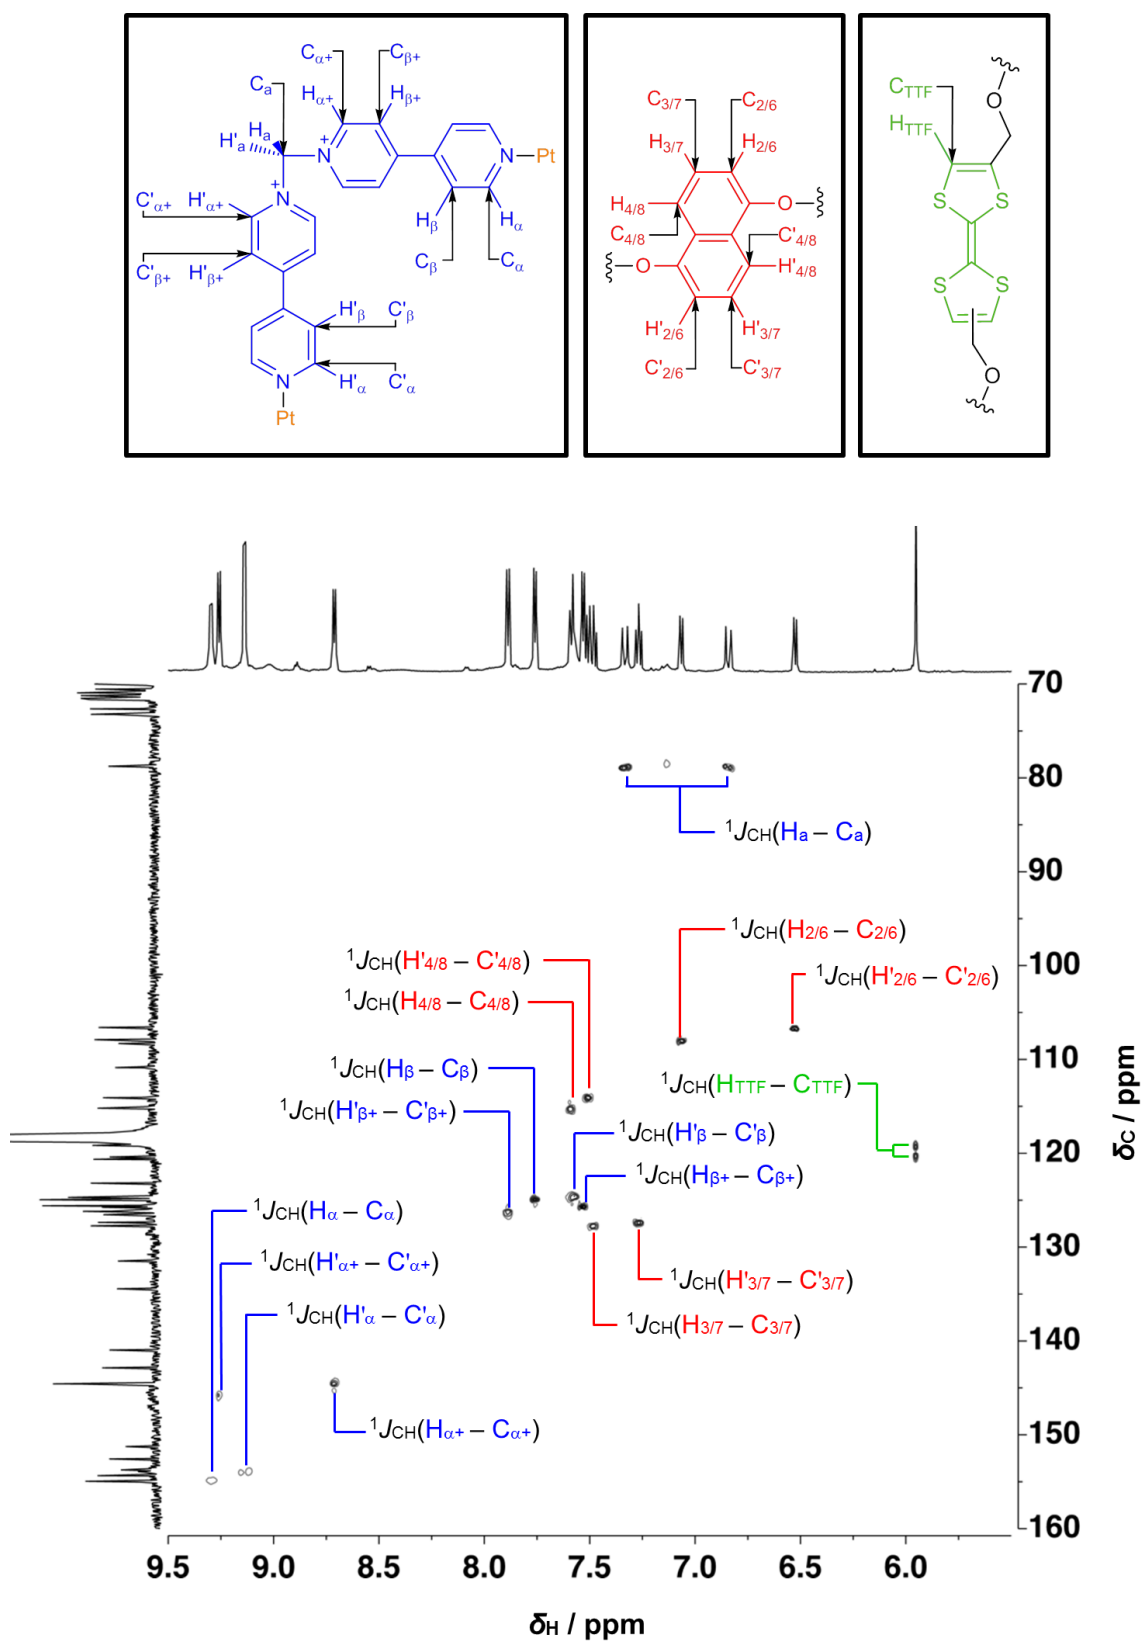 Cα+
Cβ+
Ca
Hα+
Hβ+
Ha
H'a
+
N
N
Pt
+
N
C'α+
H'α+
Hβ
Hα
C'β+
H'β+
Cβ
Cα
H'β
C'β
N
H'α
C'α
Pt
C3/7
C2/6
H3/7
H2/6
H4/8
O
C4/8
C'4/8
O
H'4/8
H'2/6
H'3/7
C'2/6
C'3/7
CTTF
HTTF
O
S
S
S
S
O
70
80
1JCH(Ha – Ca)
90
1JCH(H2/6 – C2/6)
1JCH(H'4/8 – C'4/8)
100
1JCH(H'2/6 – C'2/6)
1JCH(H4/8 – C4/8)
110
1JCH(Hβ – Cβ)
1JCH(HTTF – CTTF)
1JCH(H'β+ – C'β+)
1JCH(H'β – C'β)
120
1JCH(Hβ+ – Cβ+)
1JCH(Hα – Cα)
130
1JCH(H'α+ – C'α+)
1JCH(H'3/7 – C'3/7)
1JCH(H'α – C'α)
1JCH(H3/7 – C3/7)
140
1JCH(Hα+ – Cα+)
150
160
δC / ppm
9.5 9.0 8.5 8.0 7.5 7.0 6.5 6.0
δH / ppm